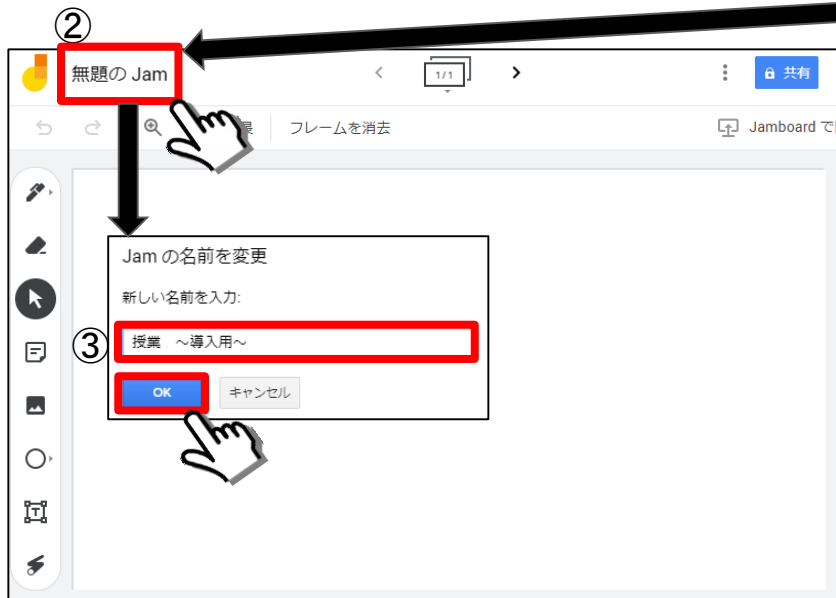 ②
無題の Jam
1/1
共有
フレームを消去
Jamboard で
Jam の名前を変更
新しい名前を入力:
③
授業　～導入用～
OK
キャンセル